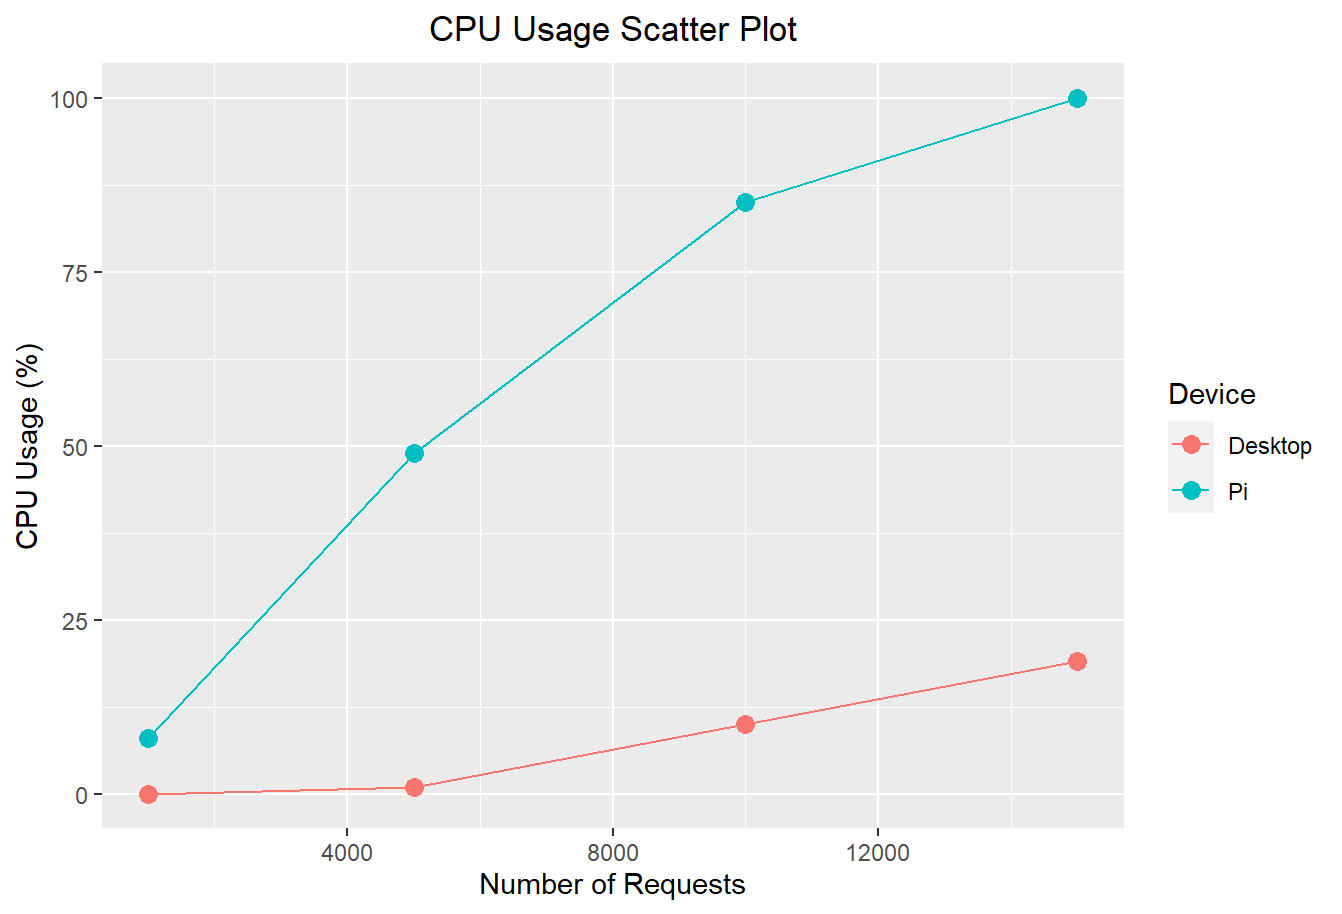 CPU Usage Scatter Plot
100
75
50
25
0
CPU Usage (%)
4000 8000 12000
Number of Requests
Device
Desktop
Pi